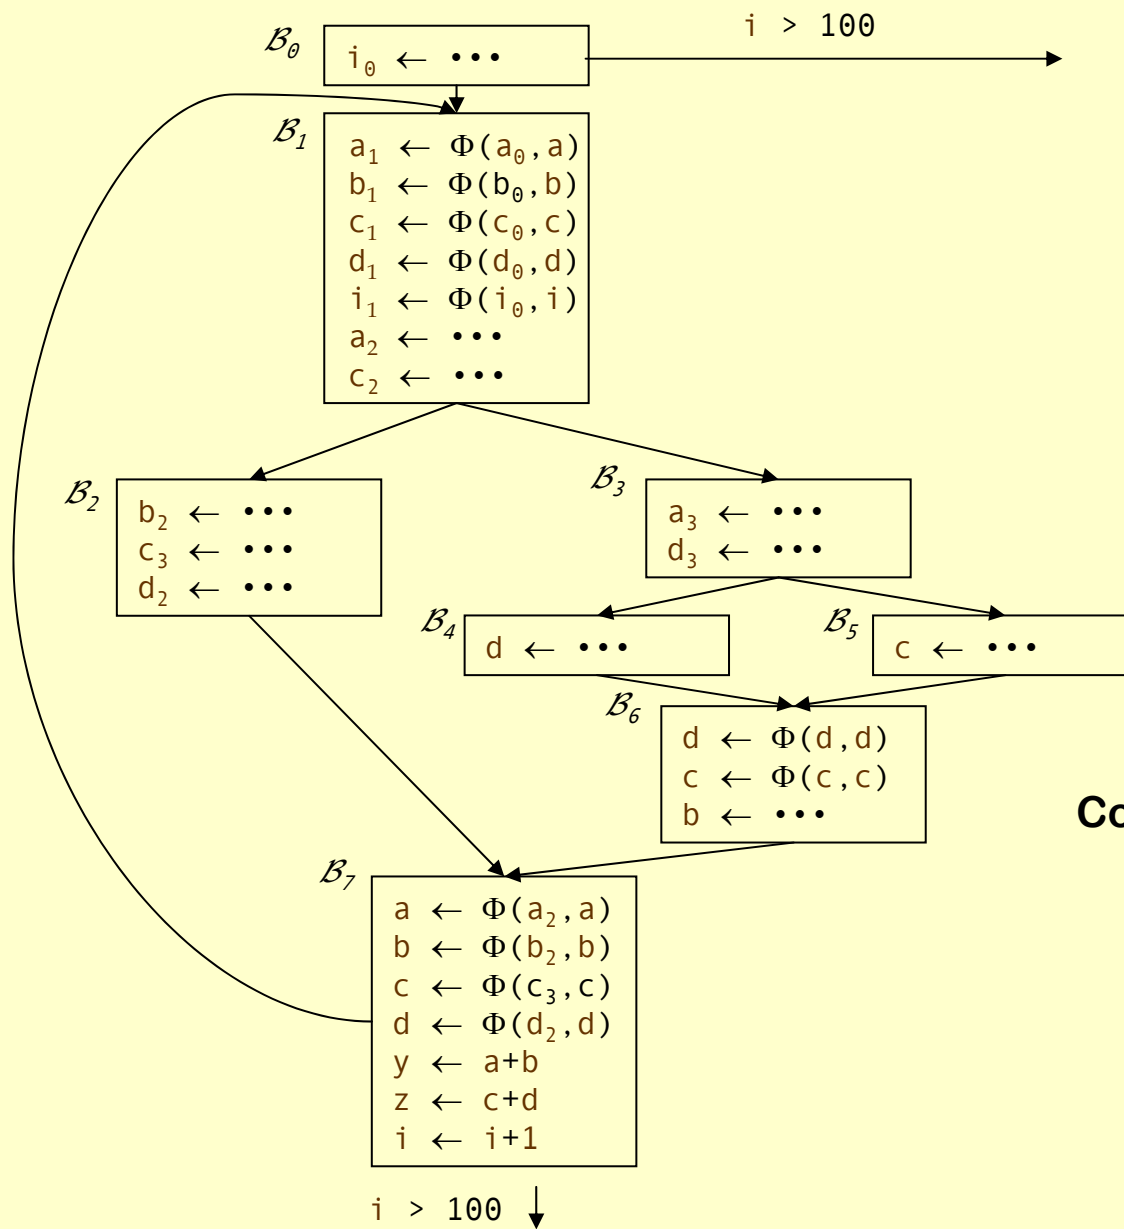 i > 100
B₀
i₀ ← •••
B₁
a₁ ← Φ(a₀,a)
b₁ ← Φ(b₀,b)
c₁ ← Φ(c₀,c)
d₁ ← Φ(d₀,d)
i₁ ← Φ(i₀,i)
a₂ ← •••
c₂ ← •••
B₂
b₂ ← •••
c₃ ← •••
d₂ ← •••
B₃
a₃ ← •••
d₃ ← •••
B₄
d ← •••
B₅
c ← •••
B₆
d ← Φ(d,d)
c ← Φ(c,c)
b ← •••
Co
B₇
a ← Φ(a₂,a)
b ← Φ(b₂,b)
c ← Φ(c₃,c)
d ← Φ(d₂,d)
y ← a+b
z ← c+d
i ← i+1
i > 100